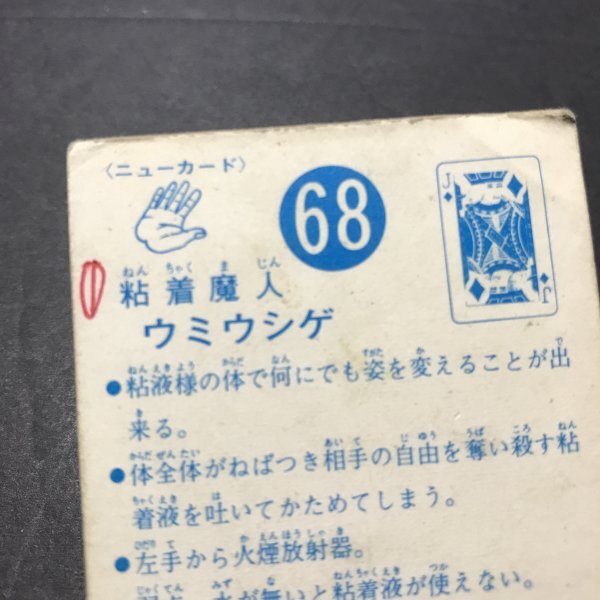 〈ニューカード〉
68
J
J
粘着魔人
ウミウシゲ
●粘液様の体で何にでも姿を変えることが出
来る。
●体全体がねばつき相手の自由を奪い殺す粘
着液を吐いてかためてしまう。
●左手から火煙放射器。
水が無いと粘着液が使えない。